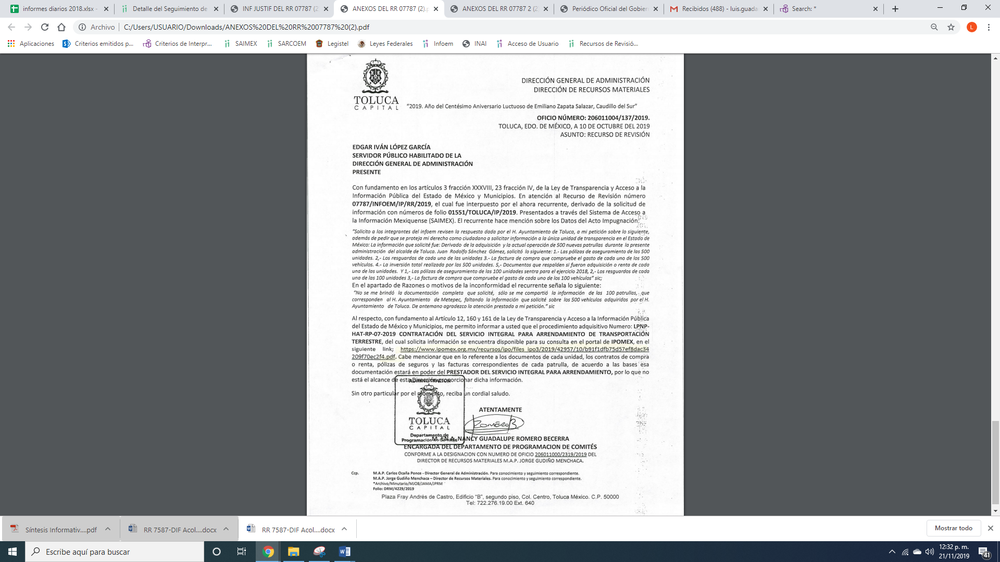 informes diarios 2018.xlsx -
Detalle del Seguimiento de
INF JUSTIF DEL RR 07787 (2
ANEXOS DEL RR 07787 (2).p
ANEXOS DEL RR 07787 2 (2
Periódico Oficial del Gobier
Recibidos (488) - luis.guada
Search: *
Archivo
C:/Users/USUARIO/Downloads/ANEXOS%20DEL%20RR%2007787%20(2).pdf
L
Aplicaciones
Criterios emitidos p...
Criterios de Interpr...
SAIMEX
SARCOEM
Legistel
Leyes Federales
Infoem
INAI
Acceso de Usuario
Recursos de Revisió...
TOLUCA
CAPITAL
DIRECCIÓN GENERAL DE ADMINISTRACIÓN
DIRECCIÓN DE RECURSOS MATERIALES
"2019. Año del Centésimo Aniversario Luctuoso de Emiliano Zapata Salazar, Caudillo del Sur"
OFICIO NÚMERO: 206011004/137/2019.
TOLUCA, EDO. DE MÉXICO, A 10 DE OCTUBRE DEL 2019
ASUNTO: RECURSO DE REVISIÓN
EDGAR IVÁN LÓPEZ GARCÍA
SERVIDOR PÚBLICO HABILITADO DE LA
DIRECCIÓN GENERAL DE ADMINISTRACIÓN
PRESENTE
Con fundamento en los artículos 3 fracción XXXVIII, 23 fracción IV, de la Ley de Transparencia y Acceso a la
Información Pública del Estado de México y Municipios. En atención al Recurso de Revisión número
07787/INFOEM/IP/RR/2019, el cual fue interpuesto por el ahora recurrente, derivado de la solicitud de
información con números de folio 01551/TOLUCA/IP/2019. Presentados a través del Sistema de Acceso a
la Información Mexiquense (SAIMEX). El recurrente hace mención sobre los Datos del Acto Impugnación:
"Solicito a los integrantes del infoem revisen la respuesta dada por el H. Ayuntamiento de Toluca, a mi petición sobre lo siguiente,
además de pedir que se proteja mi derecho como ciudadano a solicitar información a la única unidad de transparencia en el Estado de
México: La información que solicité fue: Derivado de la adquisición y la actual operación de 500 nuevas patrullas durante la presente
administración del alcalde de Toluca. Juan Rodolfo Sánchez Gómez, solicitó lo siguiente: 1.- Las pólizas de aseguramiento de las 500
unidades. 2,- Los resguardos de cada una de las unidades 3.- La factura de compra que compruebe el gasto de cada uno de los 500
vehículos. 4.- La inversión total realizada por las 500 unidades. 5,- Documentos que respalden si fueron adquisición o renta de cada
una de las unidades. Y 1,- Las pólizas de aseguramiento de las 100 unidades sentra para el ejercicio 2018, 2,- Los resguardos de cada
una de las 100 unidades 3,- La factura de compra que compruebe el gasto de cada uno de los 100 vehículos" sic;
En el apartado de Razones o motivos de la inconformidad el recurrente señala lo siguiente:
"No se me brindó la documentación completa que solicité, sólo se me compartió la información de las 100 patrullas, que
corresponden al H. Ayuntamiento de Metepec, faltando la información que solicité sobre los 500 vehículos adquiridos por el H.
Ayuntamiento de Toluca. De antemano agradezco la atención prestada a mi petición." sic
Al respecto, con fundamento al Artículo 12, 160 y 161 de la Ley de Transparencia y Acceso a la Información Pública
del Estado de México y Municipios, me permito informar a usted que el procedimiento adquisitivo Numero: LPNP-
HAT-RP-07-2019 CONTRATACIÓN DEL SERVICIO INTEGRAL PARA ARRENDAMIENTO DE TRANSPORTACIÓN
TERRESTRE, del cual solicita información se encuentra disponible para su consulta en el portal de IPOMEX, en el
siguiente link; https://www.ipomex.org.mx/recursos/ipo/files_ipo3/2019/42957/10/b91f1dfb75d57ef8dac34
209f70ec2f4.pdf. Cabe mencionar que en lo referente a los documentos de cada unidad, los contratos de compra
o renta, pólizas de seguros y las facturas correspondientes de cada patrulla, de acuerdo a las bases esa
documentación estará en poder del PRESTADOR DEL SERVICIO INTEGRAL PARA ARRENDAMIENTO, por lo que no
está el alcance de esta Dirección proporcionar dicha información.
Sin otro particular por el momento, reciba un cordial saludo.
ADMINISTRACIÓN
TOLUCA
CAPITAL
Departamento de
Programación de Comités
ATENTAMENTE
ROMERO B
M. EN A. NANCY GUADALUPE ROMERO BECERRA
ENCARGADA DEL DEPARTAMENTO DE PROGRAMACION DE COMITÉS
CONFORME A LA DESIGNACION CON NUMERO DE OFICIO 206011000/2319/2019 DEL
DIRECTOR DE RECURSOS MATERIALES M.A.P. JORGE GUDIÑO MENCHACA.
Ccp. M.A.P. Carlos Ocaña Ponce - Director General de Administración. Para conocimiento y seguimiento correspondiente.
M.A.P. Jorge Gudiño Menchaca – Director de Recursos Materiales. Para conocimiento y seguimiento correspondiente.
*Archivo/Minutario/MJOB/JAMA/JPRM
Folio: DRM/4229/2019
Plaza Fray Andrés de Castro, Edificio "B", segundo piso, Col. Centro, Toluca México. C.P. 50000
Tel: 722.276.19.00 Ext. 640
Síntesis Informativ....pdf
RR 7587-DIF Acol....docx
RR 7587-DIF Acol....docx
Mostrar todo
Escribe aquí para buscar
12:32 p. m.
21/11/2019
41